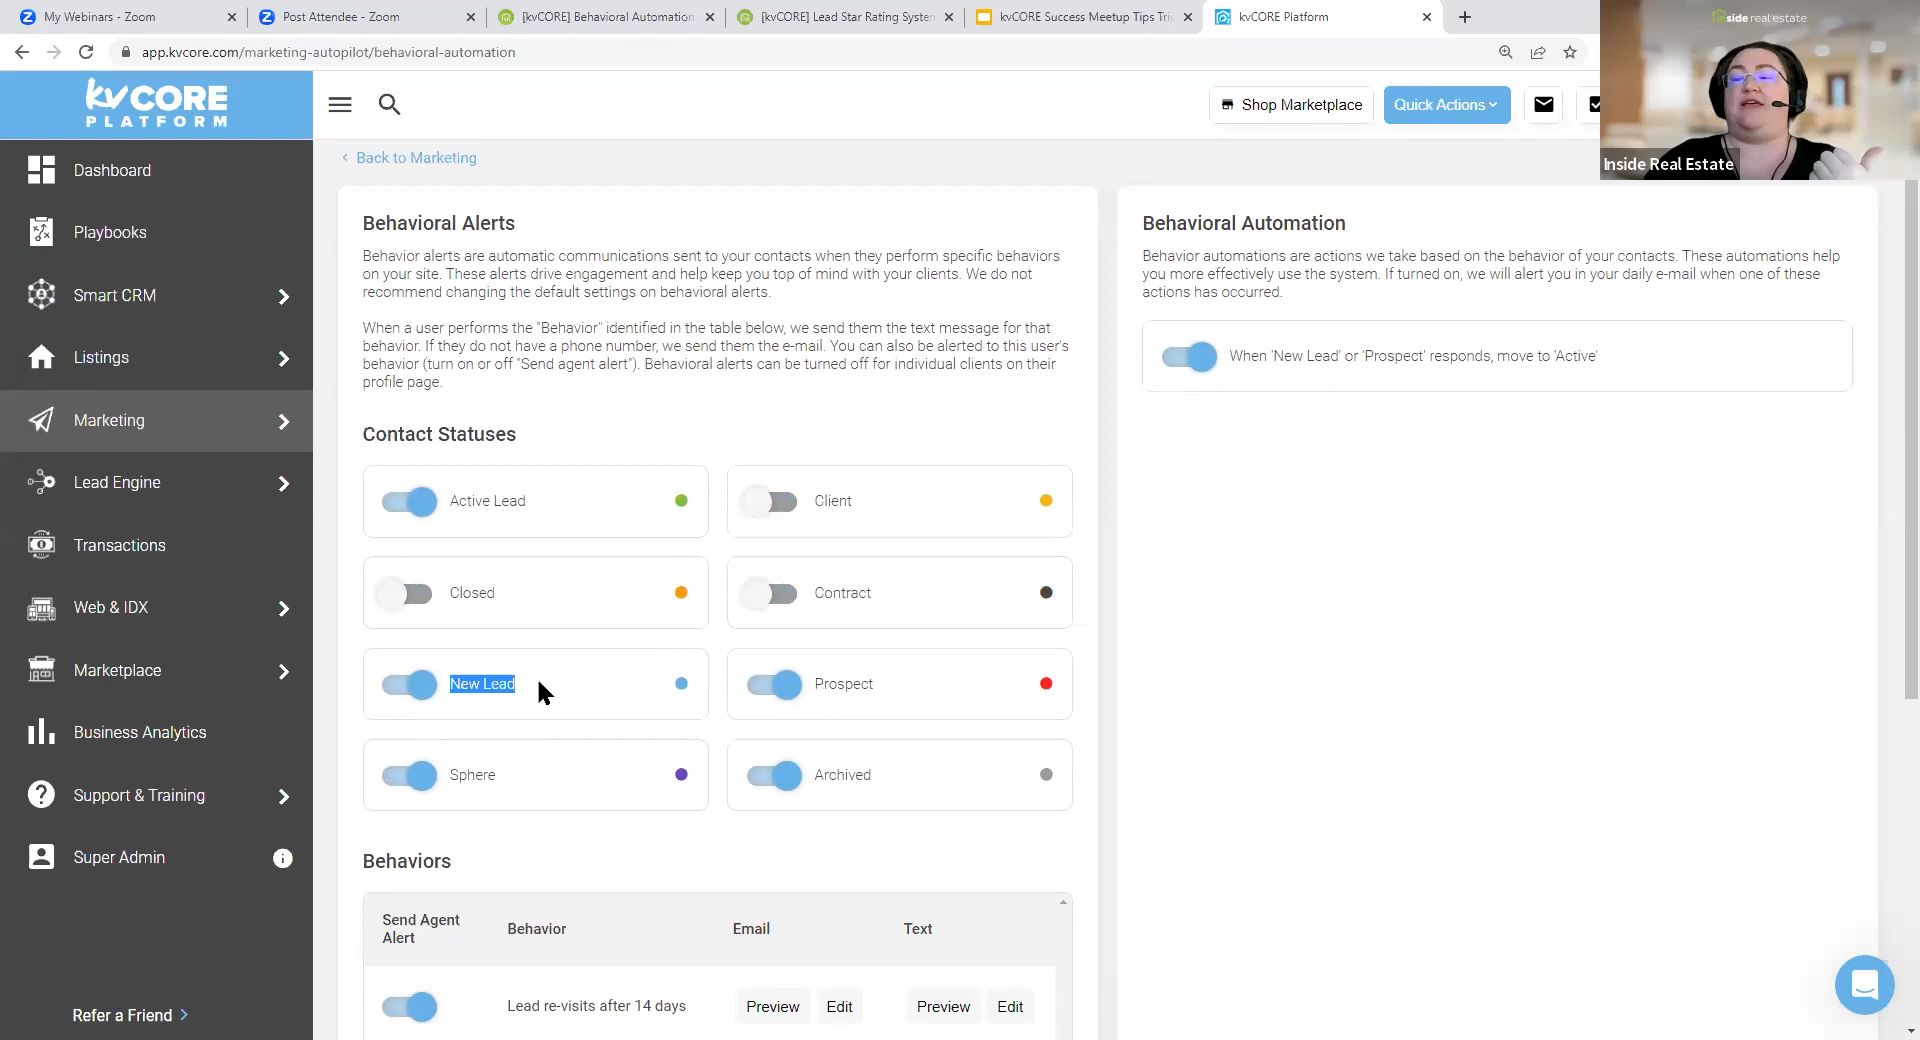 My Webinars - Zoom
Post Attendee - Zoom
[kvCORE] Behavioral Automation
[kvCORE] Lead Star Rating System
kvCORE Success Meetup Tips Tri
kvCORE Platform
app.kvcore.com/marketing-autopilot/behavioral-automation
inside real estate
Inside Real Estate
kvCORE
PLATFORM
Shop Marketplace
Quick Actions
Back to Marketing
Dashboard
Playbooks
Smart CRM
Listings
Marketing
Lead Engine
Transactions
Web & IDX
Marketplace
Business Analytics
Support & Training
Super Admin
Refer a Friend
Behavioral Alerts
Behavior alerts are automatic communications sent to your contacts when they perform specific behaviors
on your site. These alerts drive engagement and help keep you top of mind with your clients. We do not
recommend changing the default settings on behavioral alerts.
When a user performs the "Behavior" identified in the table below, we send them the text message for that
behavior. If they do not have a phone number, we send them the e-mail. You can also be alerted to this user's
behavior (turn on or off "Send agent alert"). Behavioral alerts can be turned off for individual clients on their
profile page.
Contact Statuses
Active Lead
Client
Closed
Contract
New Lead
Prospect
Sphere
Archived
Behaviors
Send Agent
Alert
Behavior
Email
Text
Lead re-visits after 14 days
Preview
Edit
Preview
Edit
Behavioral Automation
Behavior automations are actions we take based on the behavior of your contacts. These automations help
you more effectively use the system. If turned on, we will alert you in your daily e-mail when one of these
actions has occurred.
When 'New Lead' or 'Prospect' responds, move to 'Active'